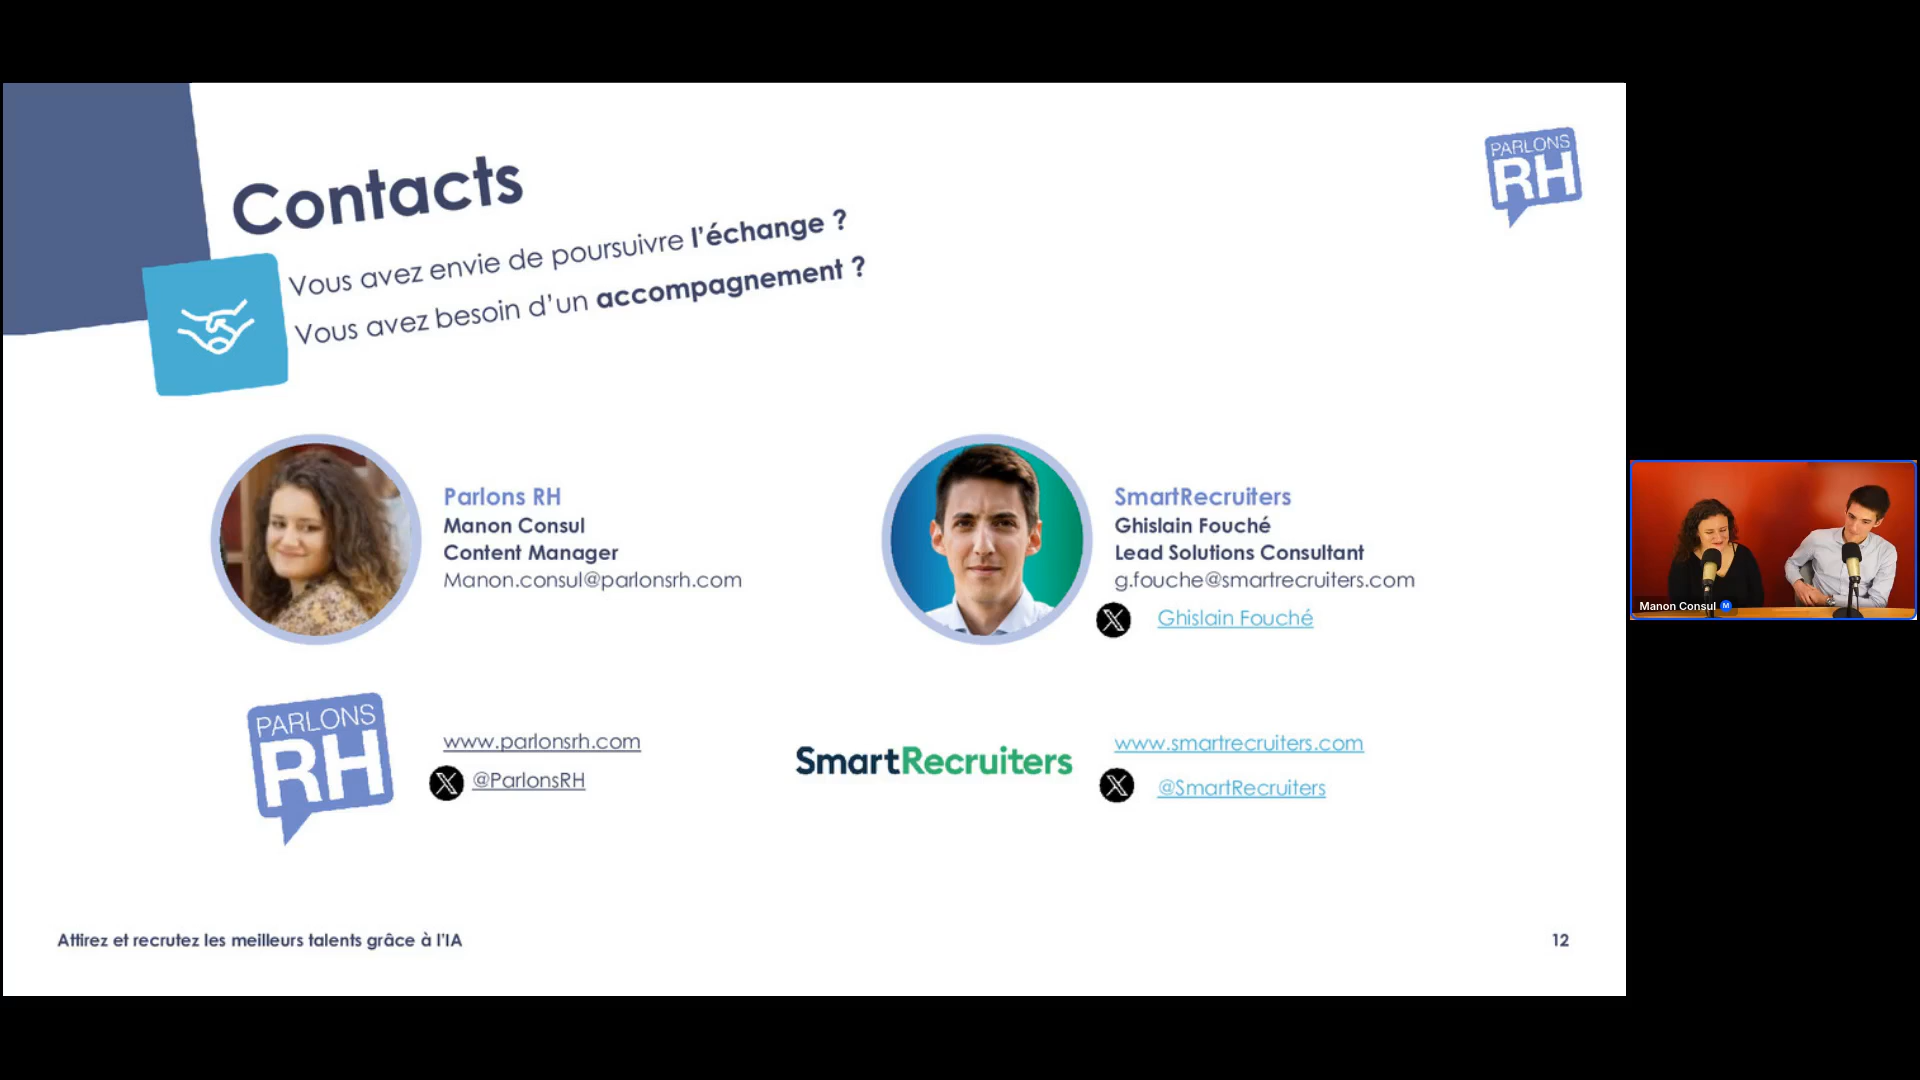 PARLONS
RH
Contacts
Vous avez envie de poursuivre l'échange ?
Vous avez besoin d'un accompagnement ?
Parlons RH
Manon Consul
Content Manager
Manon.consul@parlonsrh.com
SmartRecruiters
Ghislain Fouché
Lead Solutions Consultant
g.fouche@smartrecruiters.com
Ghislain Fouché
Manon Consul M
PARLONS
RH
www.parlonsrh.com
@ParlonsRH
SmartRecruiters
www.smartrecruiters.com
@SmartRecruiters
Attirez et recrutez les meilleurs talents grâce à l'IA
12